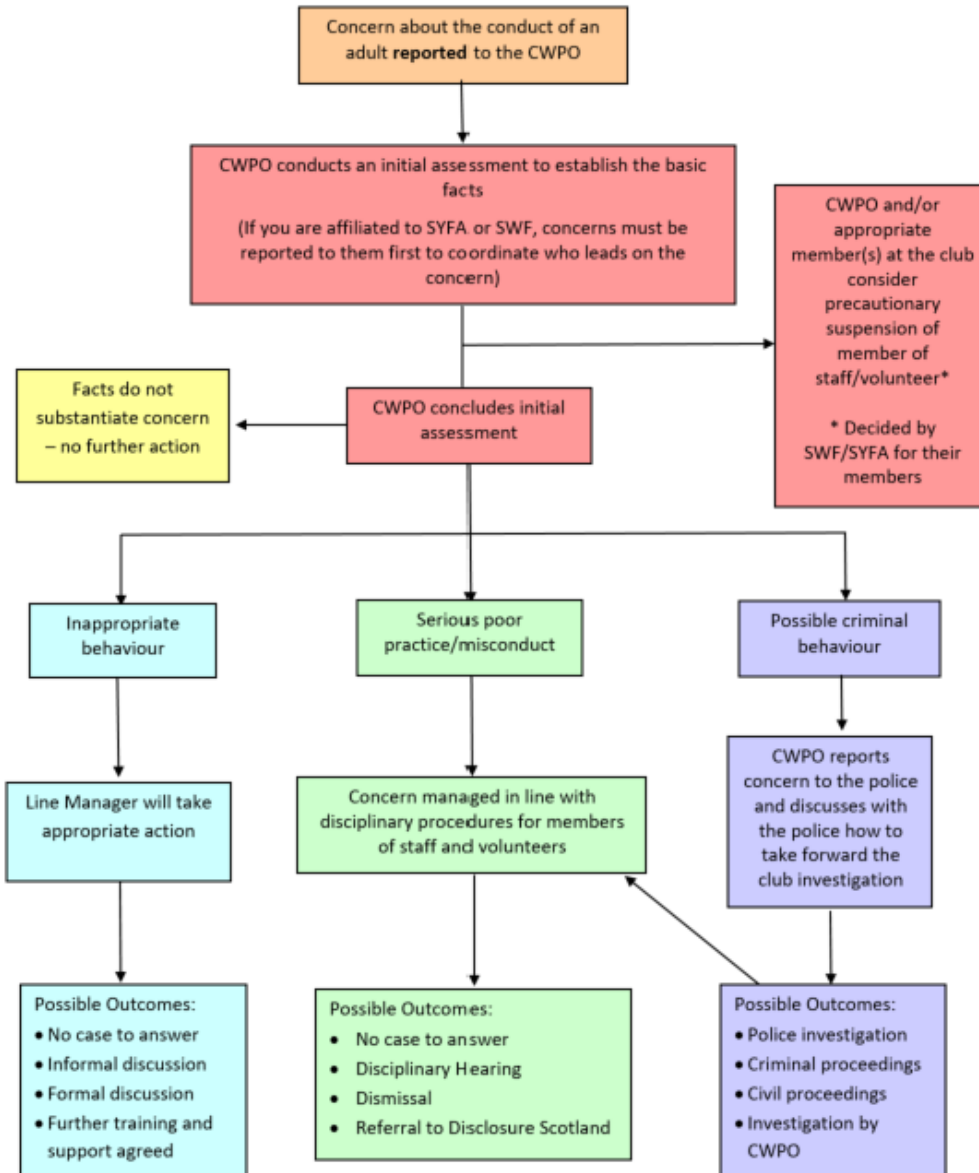 Concern about the conduct of an
adult reported to the CWPO
CWPO conducts an initial assessment to establish the basic
facts
(If you are affiliated to SYFA or SWF, concerns must be
reported to them first to coordinate who leads on the
concern)
CWPO and/or
appropriate
member(s) at the club
consider
precautionary
suspension of
member of
staff/volunteer*
* Decided by
SWF/SYFA for their
members
Facts do not
substantiate concern
– no further action
CWPO concludes initial
assessment
Inappropriate
behaviour
Serious poor
practice/misconduct
Possible criminal
behaviour
Line Manager will take
appropriate action
Concern managed in line with
disciplinary procedures for members
of staff and volunteers
CWPO reports
concern to the police
and discusses with
the police how to
take forward the
club investigation
Possible Outcomes:
• No case to answer
• Informal discussion
• Formal discussion
• Further training and
support agreed
Possible Outcomes:
• No case to answer
• Disciplinary Hearing
• Dismissal
• Referral to Disclosure Scotland
Possible Outcomes:
• Police investigation
• Criminal proceedings
• Civil proceedings
• Investigation by
CWPO